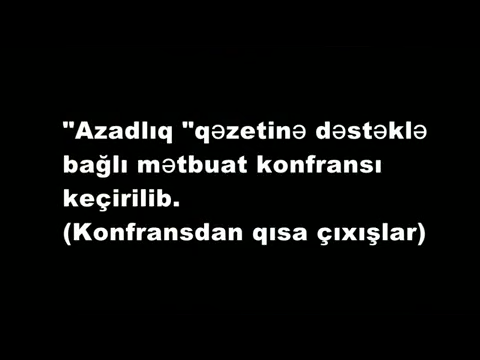 "Azadlıq "qəzetinə dəstəklə
bağlı mətbuat konfransı
keçirilib.
(Konfransdan qısa çıxışlar)